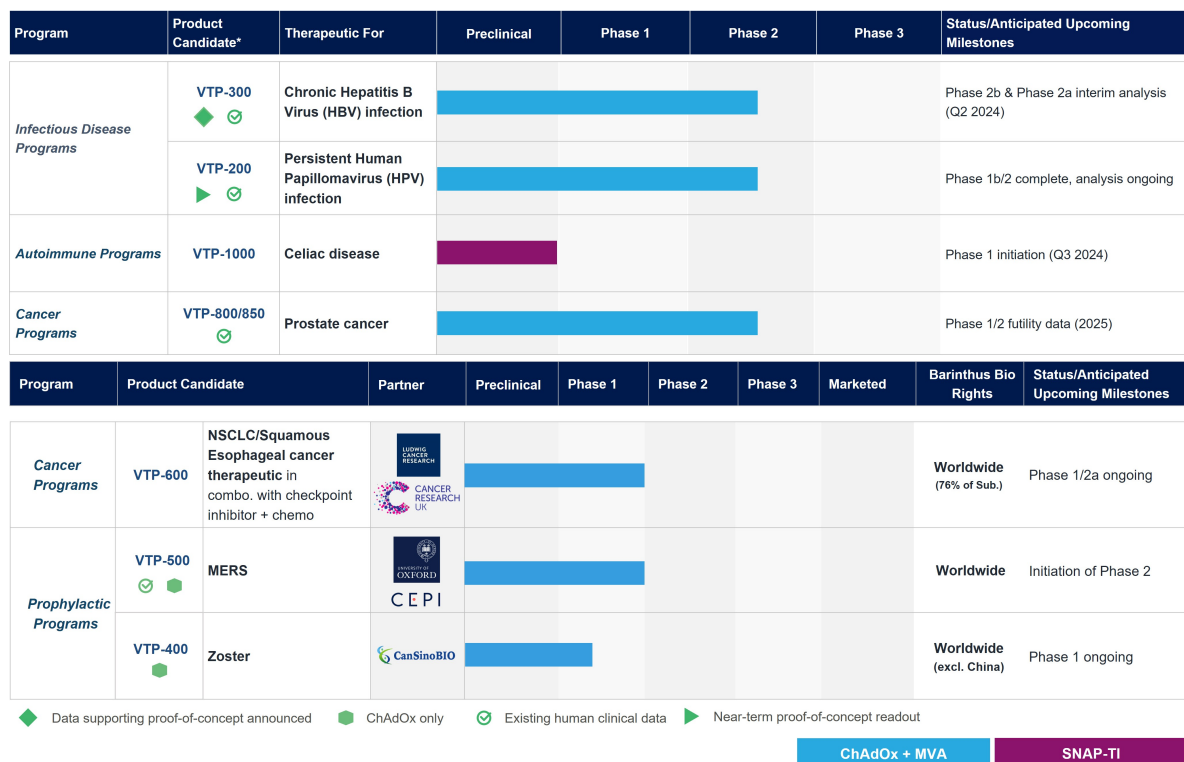 Program
Product
Candidate*
Therapeutic For
Preclinical
Phase 1
Phase 2
Phase 3
Status/Anticipated Upcoming
Milestones
Infectious Disease
Programs
VTP-300
Chronic Hepatitis B
Virus (HBV) infection
Phase 2b & Phase 2a interim analysis
(Q2 2024)
VTP-200
Persistent Human
Papillomavirus (HPV)
infection
Phase 1b/2 complete, analysis ongoing
Autoimmune Programs
VTP-1000
Celiac disease
Phase 1 initiation (Q3 2024)
Cancer
Programs
VTP-800/850
Prostate cancer
Phase 1/2 futility data (2025)
Program
Product Candidate
Partner
Preclinical
Phase 1
Phase 2
Phase 3
Marketed
Barinthus Bio
Rights
Status/Anticipated
Upcoming Milestones
Cancer
Programs
VTP-600
NSCLC/Squamous
Esophageal cancer
therapeutic in
combo. with checkpoint
inhibitor + chemo
LUDWIG
CANCER
RESEARCH
CANCER
RESEARCH
UK
Worldwide
(76% of Sub.)
Phase 1/2a ongoing
Prophylactic
Programs
VTP-500
MERS
UNIVERSITY OF
OXFORD
CEPI
Worldwide
Initiation of Phase 2
VTP-400
Zoster
CanSinoBIO
Worldwide
(excl. China)
Phase 1 ongoing
Data supporting proof-of-concept announced
ChAdOx only
Existing human clinical data
Near-term proof-of-concept readout
ChAdOx + MVA
SNAP-TI